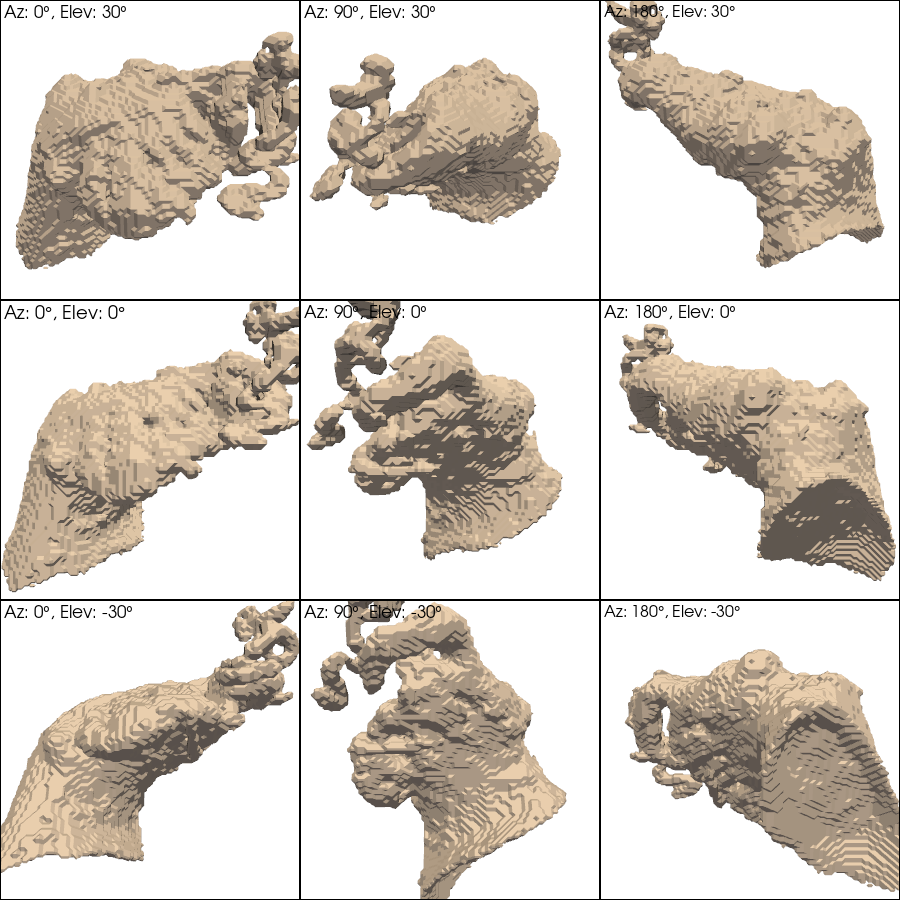 Az: 0°, Elev: 30°
Az: 90°, Elev: 30°
Az: 180°, Elev: 30°
Az: 0°, Elev: 0°
Az: 90°, Elev: 0°
Az: 180°, Elev: 0°
Az: 0°, Elev: -30°
Az: 90°, Elev: -30°
Az: 180°, Elev: -30°